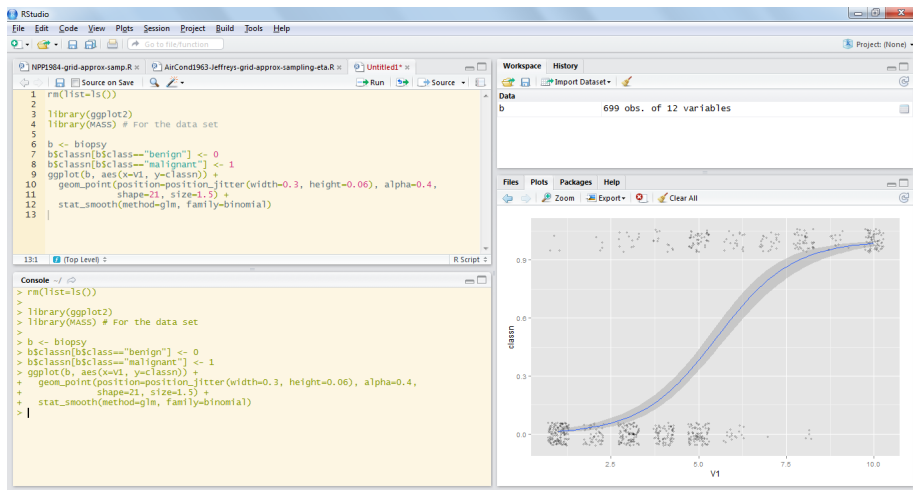 RStudio
File Edit Code View Plots Session Project Build Tools Help
Go to file/function
Project: (None)
NPP1984-grid-approx-samp.R
AirCond1963-Jeffreys-grid-approx-sampling-eta.R
Untitled1*
Source on Save
Run
Source
1 rm(list=ls())
2
3 library(ggplot2)
4 library(MASS) # For the data set
5
6 b <- biopsy
7 b$classn[b$class=="benign"] <- 0
8 b$classn[b$class=="malignant"] <- 1
9 ggplot(b, aes(x=V1, y=classn)) +
10 geom_point(position=position_jitter(width=0.3, height=0.06), alpha=0.4,
11 shape=21, size=1.5) +
12 stat_smooth(method=glm, family=binomial)
13
13:1 (Top Level) R Script
Console ~/
> rm(list=ls())
>
> library(ggplot2)
> library(MASS) # For the data set
>
> b <- biopsy
> b$classn[b$class=="benign"] <- 0
> b$classn[b$class=="malignant"] <- 1
> ggplot(b, aes(x=V1, y=classn)) +
+ geom_point(position=position_jitter(width=0.3, height=0.06), alpha=0.4,
+ shape=21, size=1.5) +
+ stat_smooth(method=glm, family=binomial)
>
Workspace History
Import Dataset
Data
b 699 obs. of 12 variables
Files Plots Packages Help
Zoom Export Clear All
0.9
0.6
0.3
0.0
classn
2.5 5.0 7.5 10.0
V1